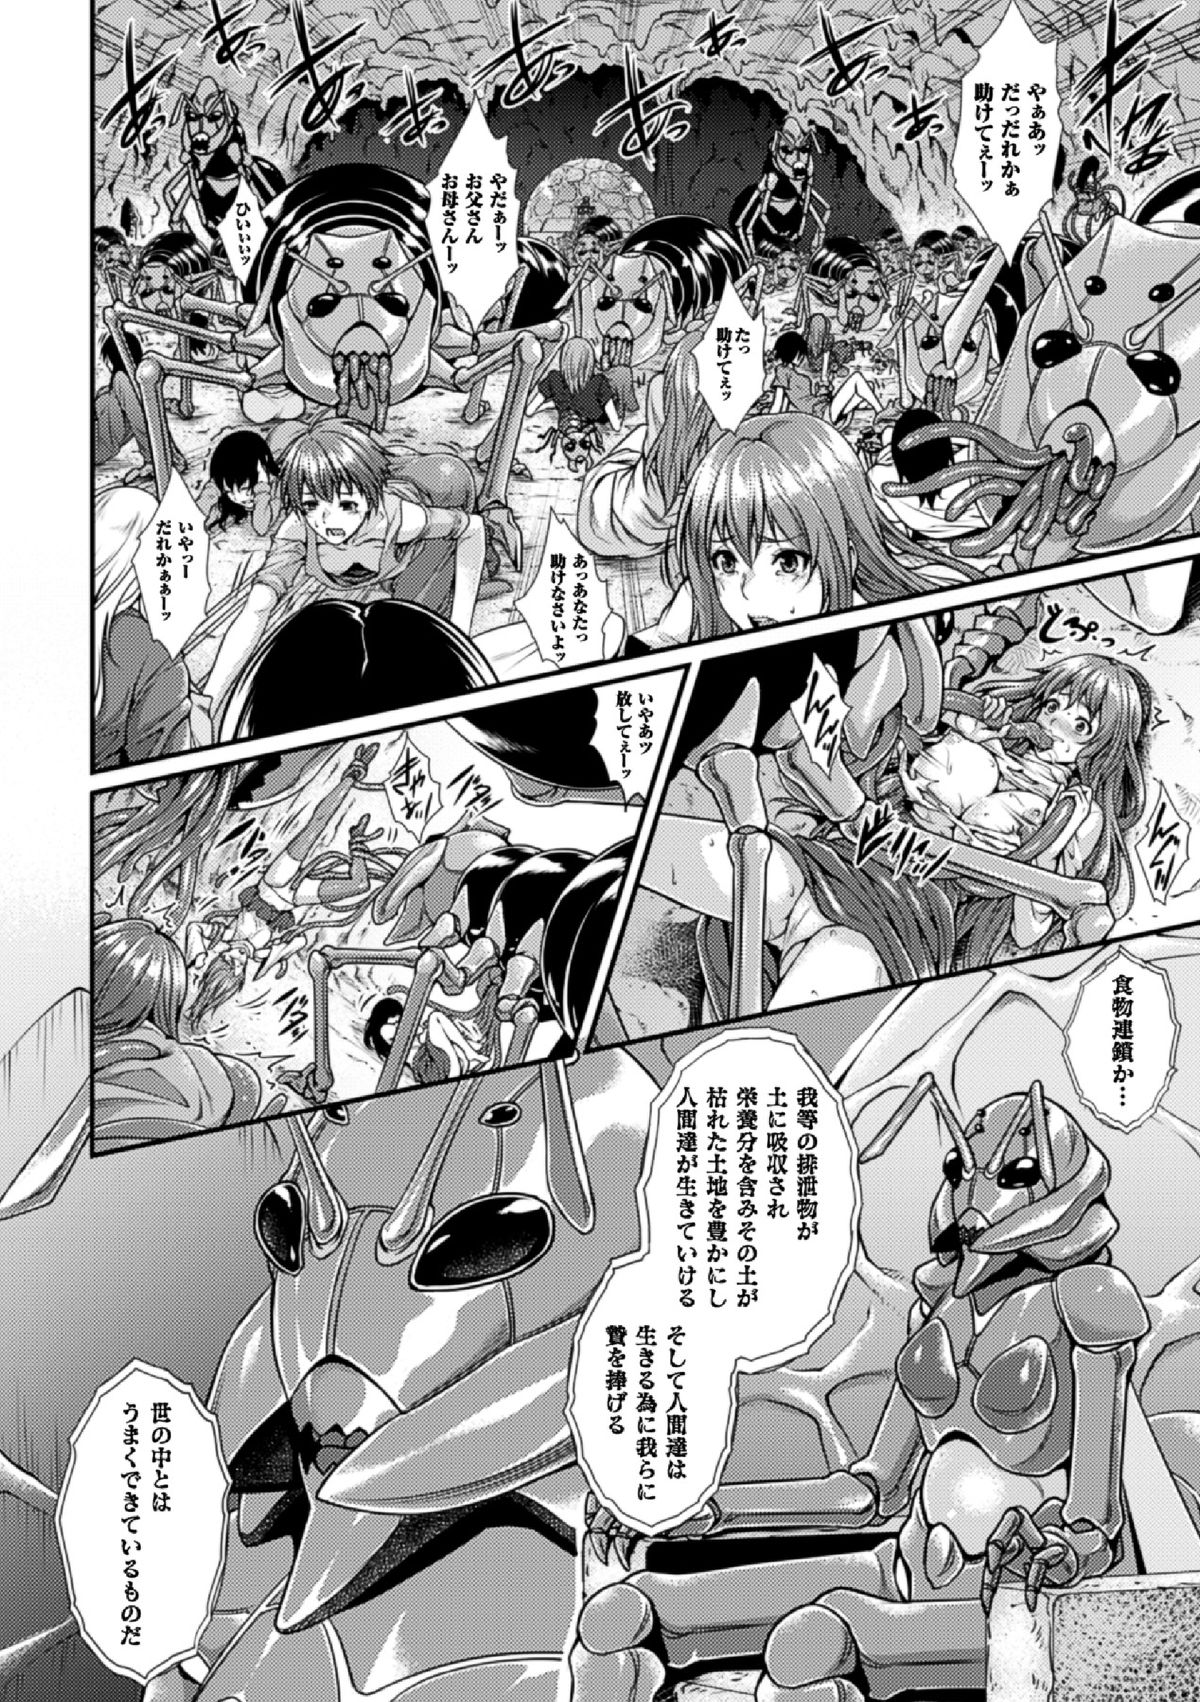 やぁあッ
だっだれかぁ
助けてぇーッ
やだぁーッ
お父さん
お母さんーッ
ひぃぃぃッ
たっ
助けてぇッ
あっあなたっ
助けなさいよッ
いやっー
だれかぁぁーッ
いやあッ
放してぇーッ
食物連鎖か…
我等の排泄物が
土に吸収され
栄養分を含みその土が
枯れた土地を豊かにし
人間達が生きていける
そして人間達は
生きる為に我らに
贄を捧げる
世の中とは
うまくできているものだ